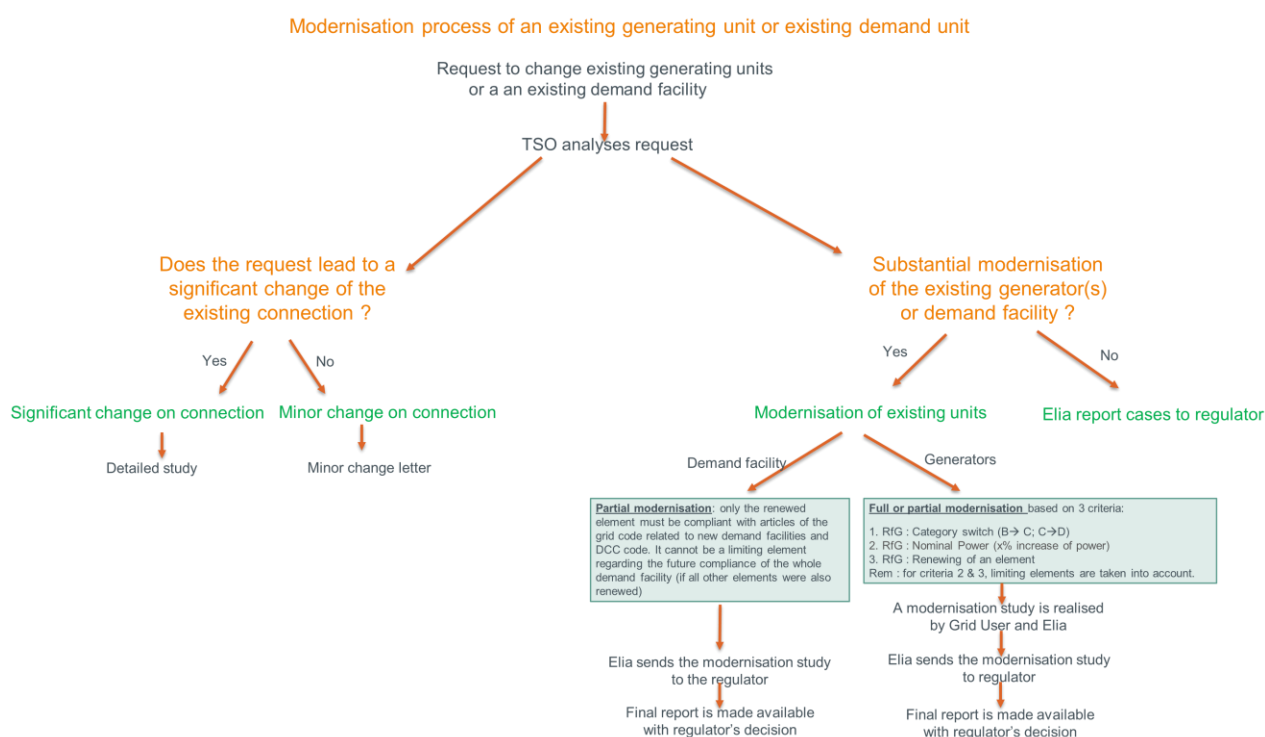 Modernisation process of an existing generating unit or existing demand unit
Request to change existing generating units
or a an existing demand facility
TSO analyses request
Does the request lead to a
significant change of the
existing connection ?
Yes
No
Significant change on connection
Minor change on connection
Detailed study
Minor change letter
Substantial modernisation
of the existing generator(s)
or demand facility ?
Yes
No
Modernisation of existing units
Elia report cases to regulator
Demand facility
Generators
Partial modernisation: only the renewed
element must be compliant with articles of the
grid code related to new demand facilities and
DCC code. It cannot be a limiting element
regarding the future compliance of the whole
demand facility (if all other elements were also
renewed)
Elia sends the modernisation study
to the regulator
Final report is made available
with regulator's decision
Full or partial modernisation based on 3 criteria:
1. RfG : Category switch (B→ C; C→D)
2. RfG : Nominal Power (x% increase of power)
3. RfG : Renewing of an element
Rem : for criteria 2 & 3, limiting elements are taken into account.
A modernisation study is realised
by Grid User and Elia
Elia sends the modernisation study
to regulator
Final report is made available
with regulator's decision